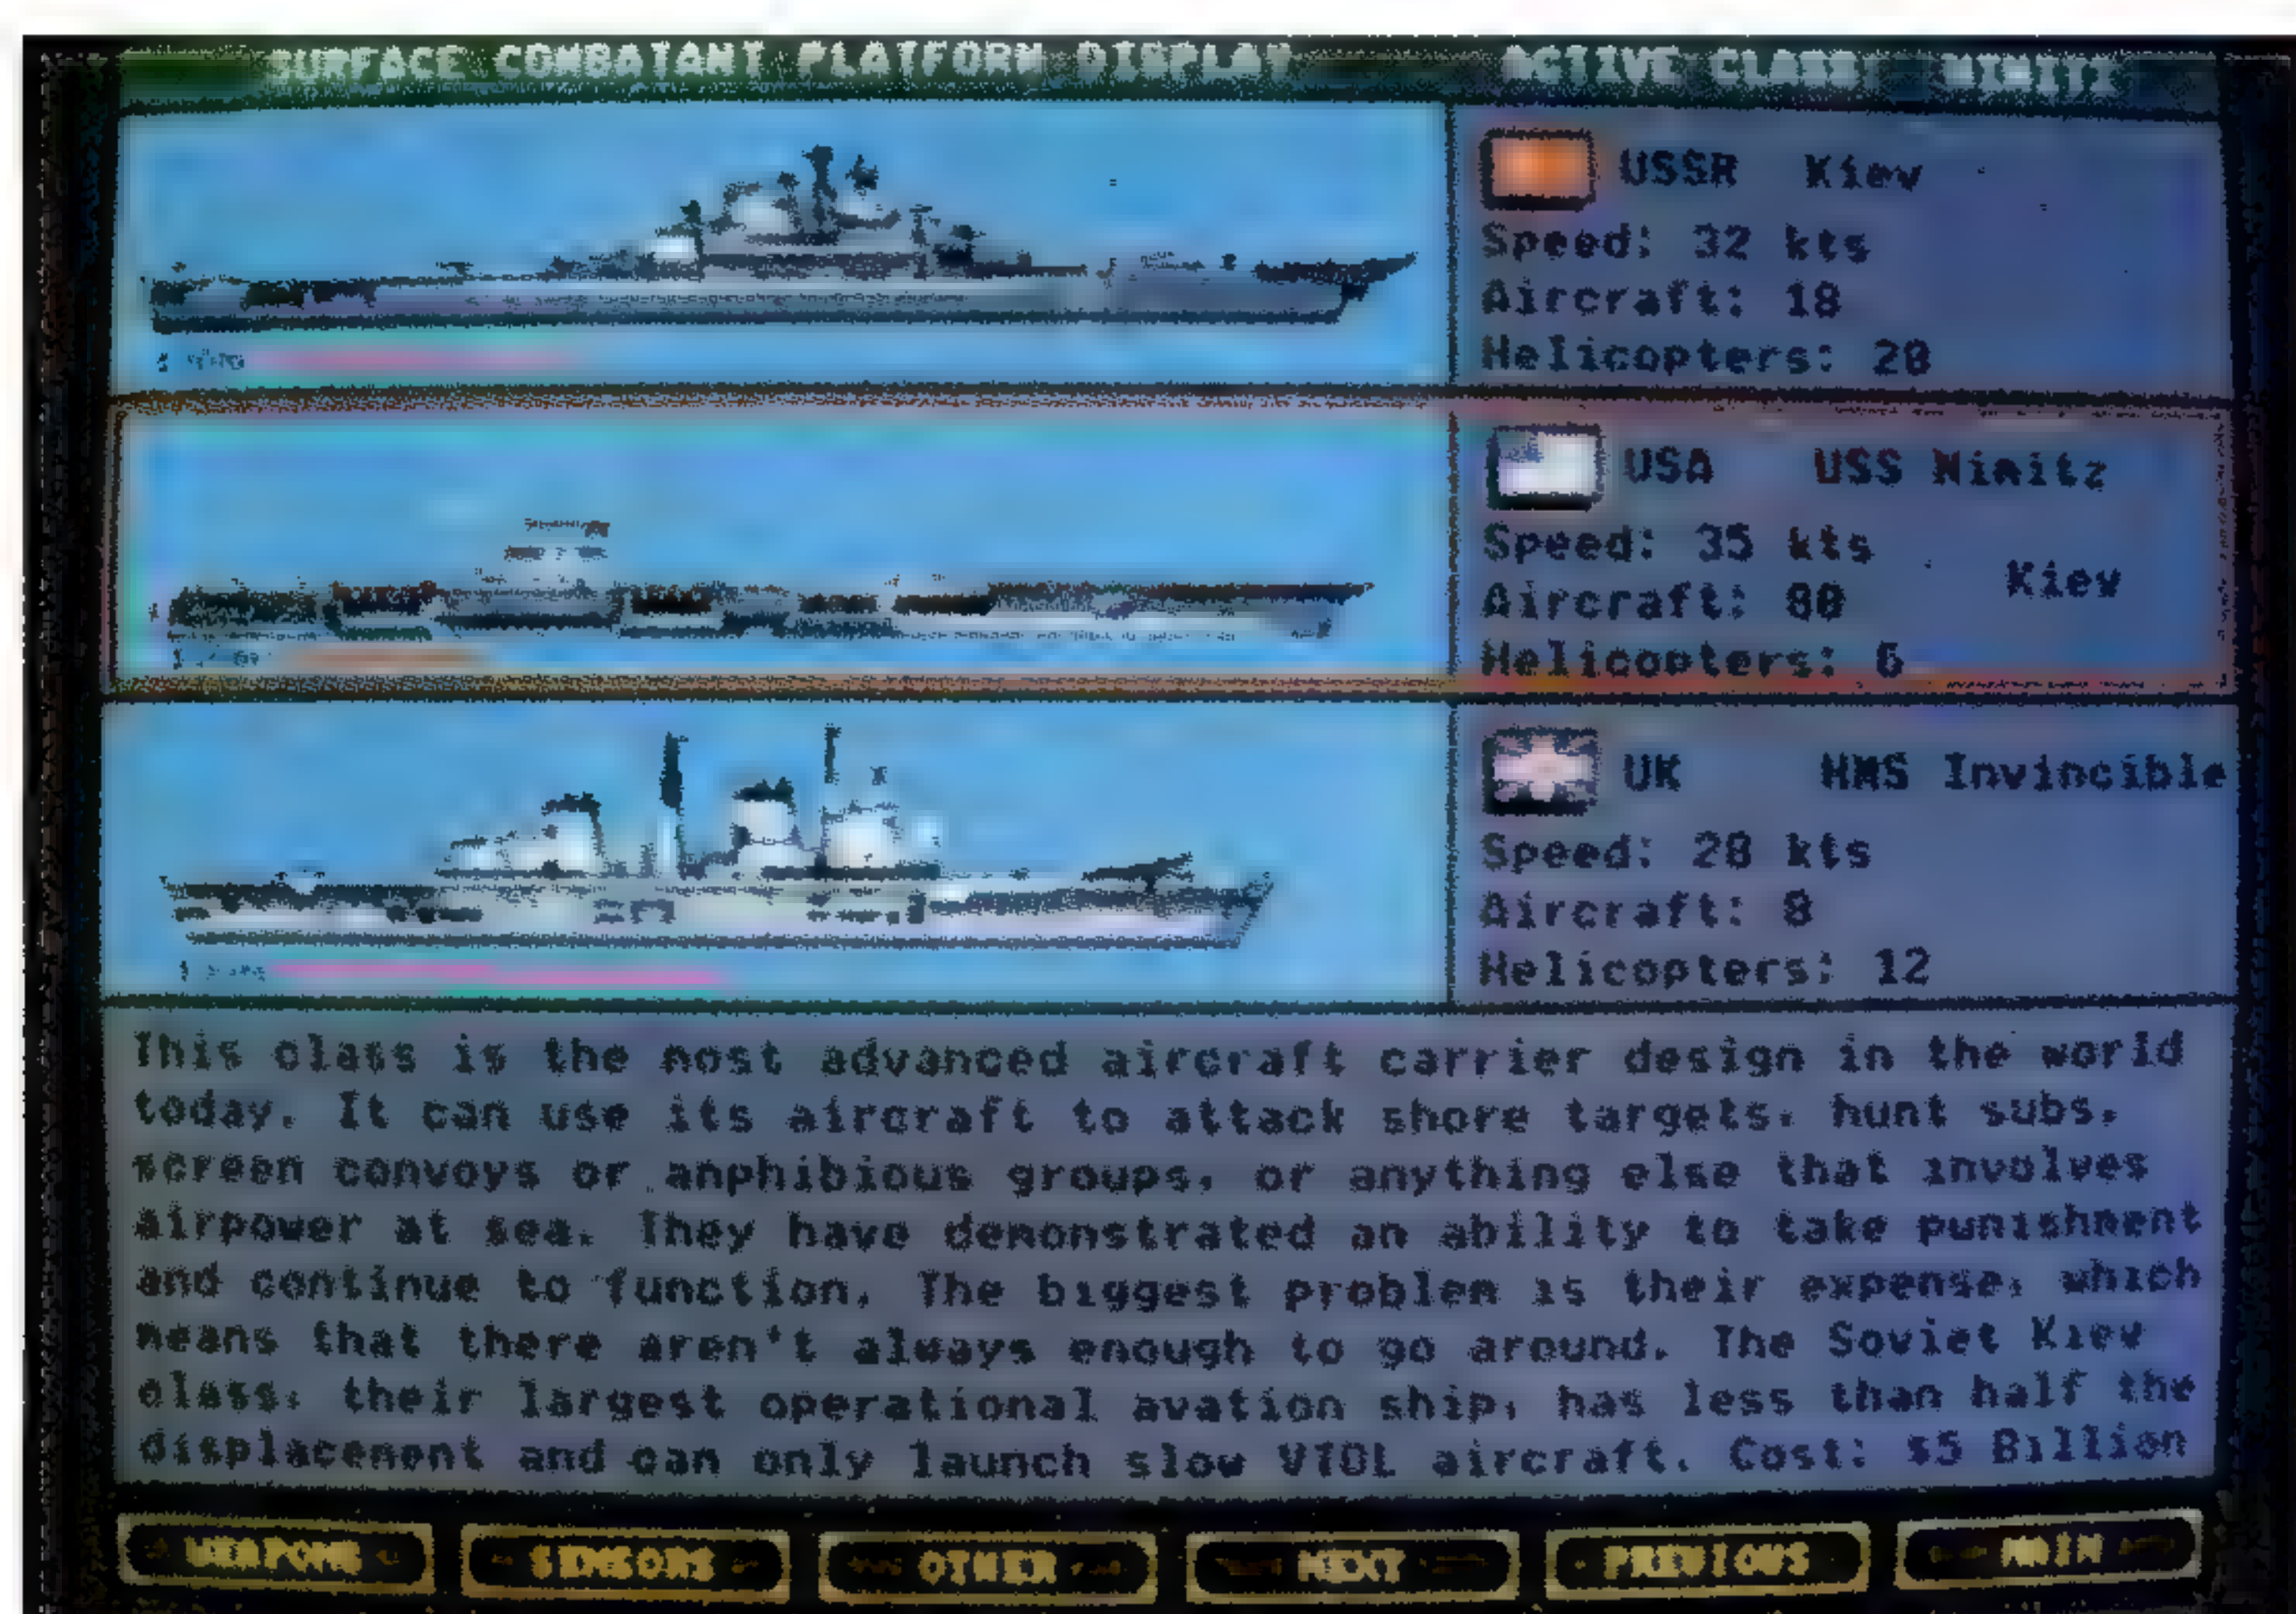 SURFACE COMBATANT PLATFORM DISPLAY ACTIVE CLASS: Nimitz
USSR Kiev
Speed: 32 kts
Aircraft: 18
Helicopters: 20
USA USS Nimitz
Speed: 35 kts
Kiev
Aircraft: 80
Helicopters: 6
UK HMS Invincible
Speed: 28 kts
Aircraft: 8
Helicopters: 12
This class is the most advanced aircraft carrier design in the world
today. It can use its aircraft to attack shore targets, hunt subs,
screen convoys or amphibious groups, or anything else that involves
airpower at sea. They have demonstrated an ability to take punishment
and continue to function. The biggest problem is their expense, which
means that there aren't always enough to go around. The Soviet Kiev
class, their largest operational avation ship, has less than half the
displacement and can only launch slow VTOL aircraft. Cost: $5 Billion
WEAPONS SENSORS OTHER NEXT PREVIOUS MAIN